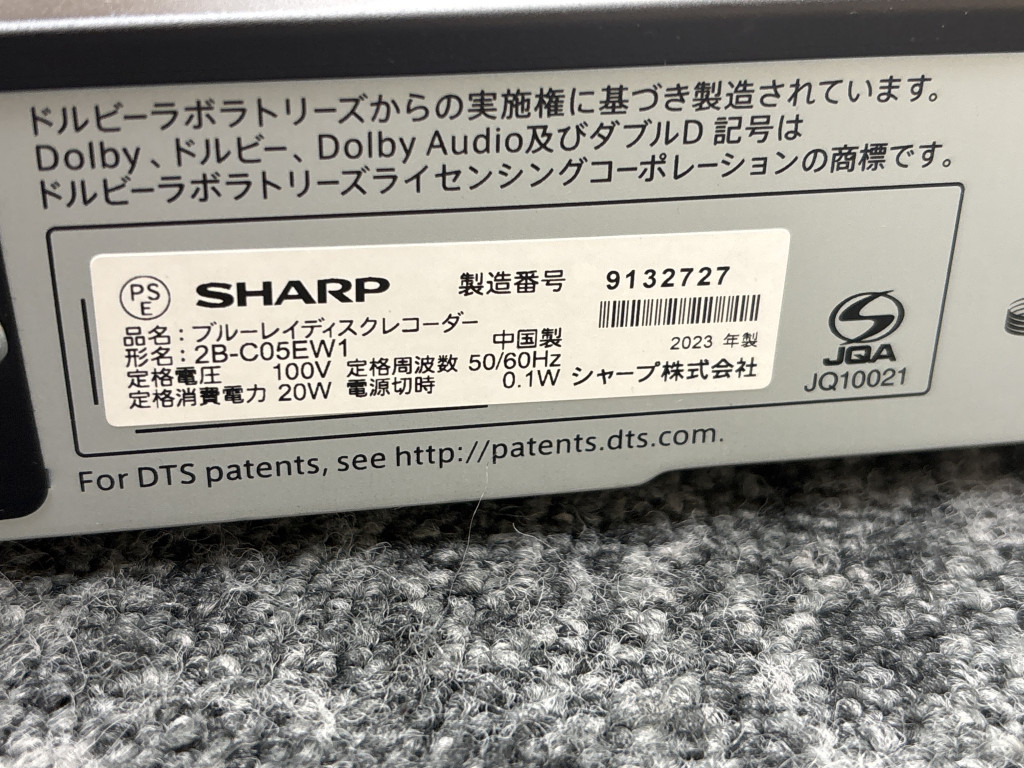 ドルビーラボラトリーズからの実施権に基づき製造されています。
Dolby、ドルビー、Dolby Audio及びダブルD 記号は
ドルビーラボラトリーズライセンシングコーポレーションの商標です。
PS
E
SHARP 製造番号 9132727
品名：ブルーレイディスクレコーダー 中国製 2023 年製
形名：2B-C05EW1
定格電圧 100V 定格周波数 50/60Hz
定格消費電力 20W 電源切時 0.1W シャープ株式会社
JQA
JQ10021
For DTS patents, see http://patents.dts.com.